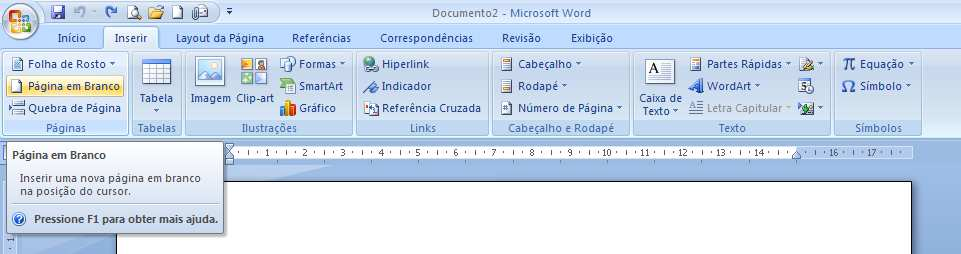 Documento2 - Microsoft Word
Início Inserir Layout da Página Referências Correspondências Revisão Exibição
Folha de Rosto
Página em Branco
Quebra de Página
Páginas
Tabela
Tabelas
Imagem Clip-art
Formas
SmartArt
Gráfico
Ilustrações
Hiperlink
Indicador
Referência Cruzada
Links
Cabeçalho
Rodapé
Número de Página
Cabeçalho e Rodapé
Caixa de
Texto
Partes Rápidas
WordArt
Letra Capitular
Texto
Equação
Símbolo
Símbolos
1 2 3 4 5 6 7 8 9 10 11 12 13 14 16
Página em Branco
Inserir uma nova página em branco
na posição do cursor.
Pressione F1 para obter mais ajuda.